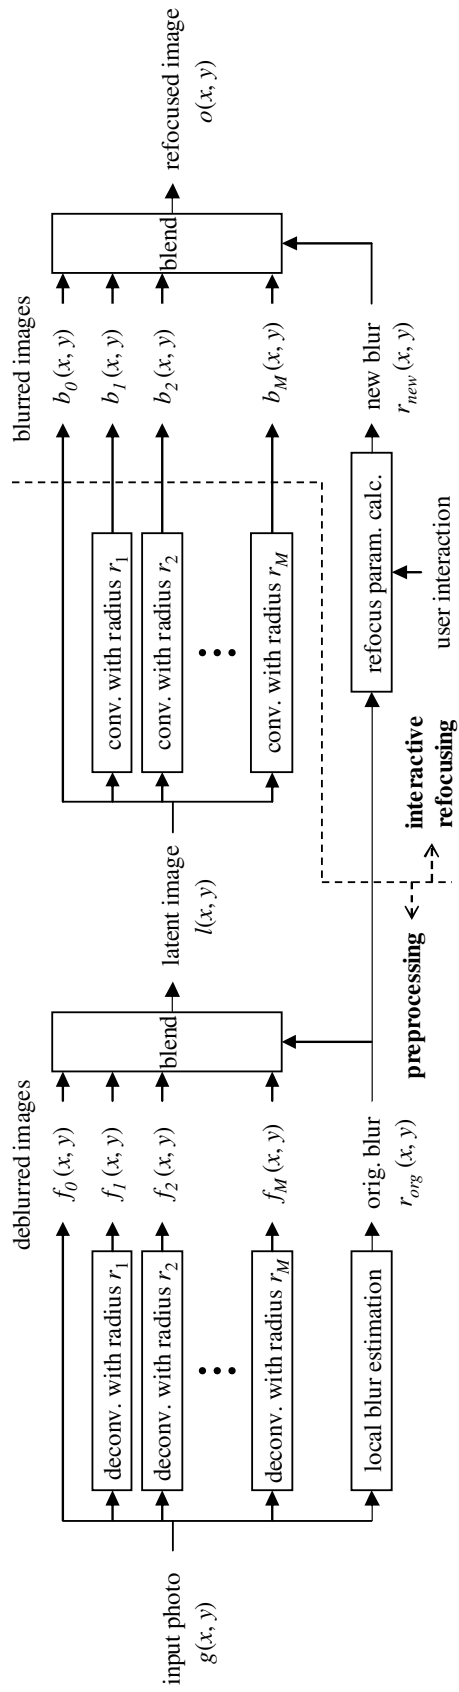 input photo
g(x, y)
deconv. with radius r1
deconv. with radius r2
deconv. with radius rM
local blur estimation
deblurred images
f0(x, y)
f1(x, y)
f2(x, y)
fM(x, y)
orig. blur
rorg(x, y)
blend
latent image
l(x, y)
preprocessing
interactive
refocusing
conv. with radius r1
conv. with radius r2
conv. with radius rM
refocus param. calc.
user interaction
blurred images
b0(x, y)
b1(x, y)
b2(x, y)
bM(x, y)
new blur
rnew(x, y)
blend
refocused image
o(x, y)